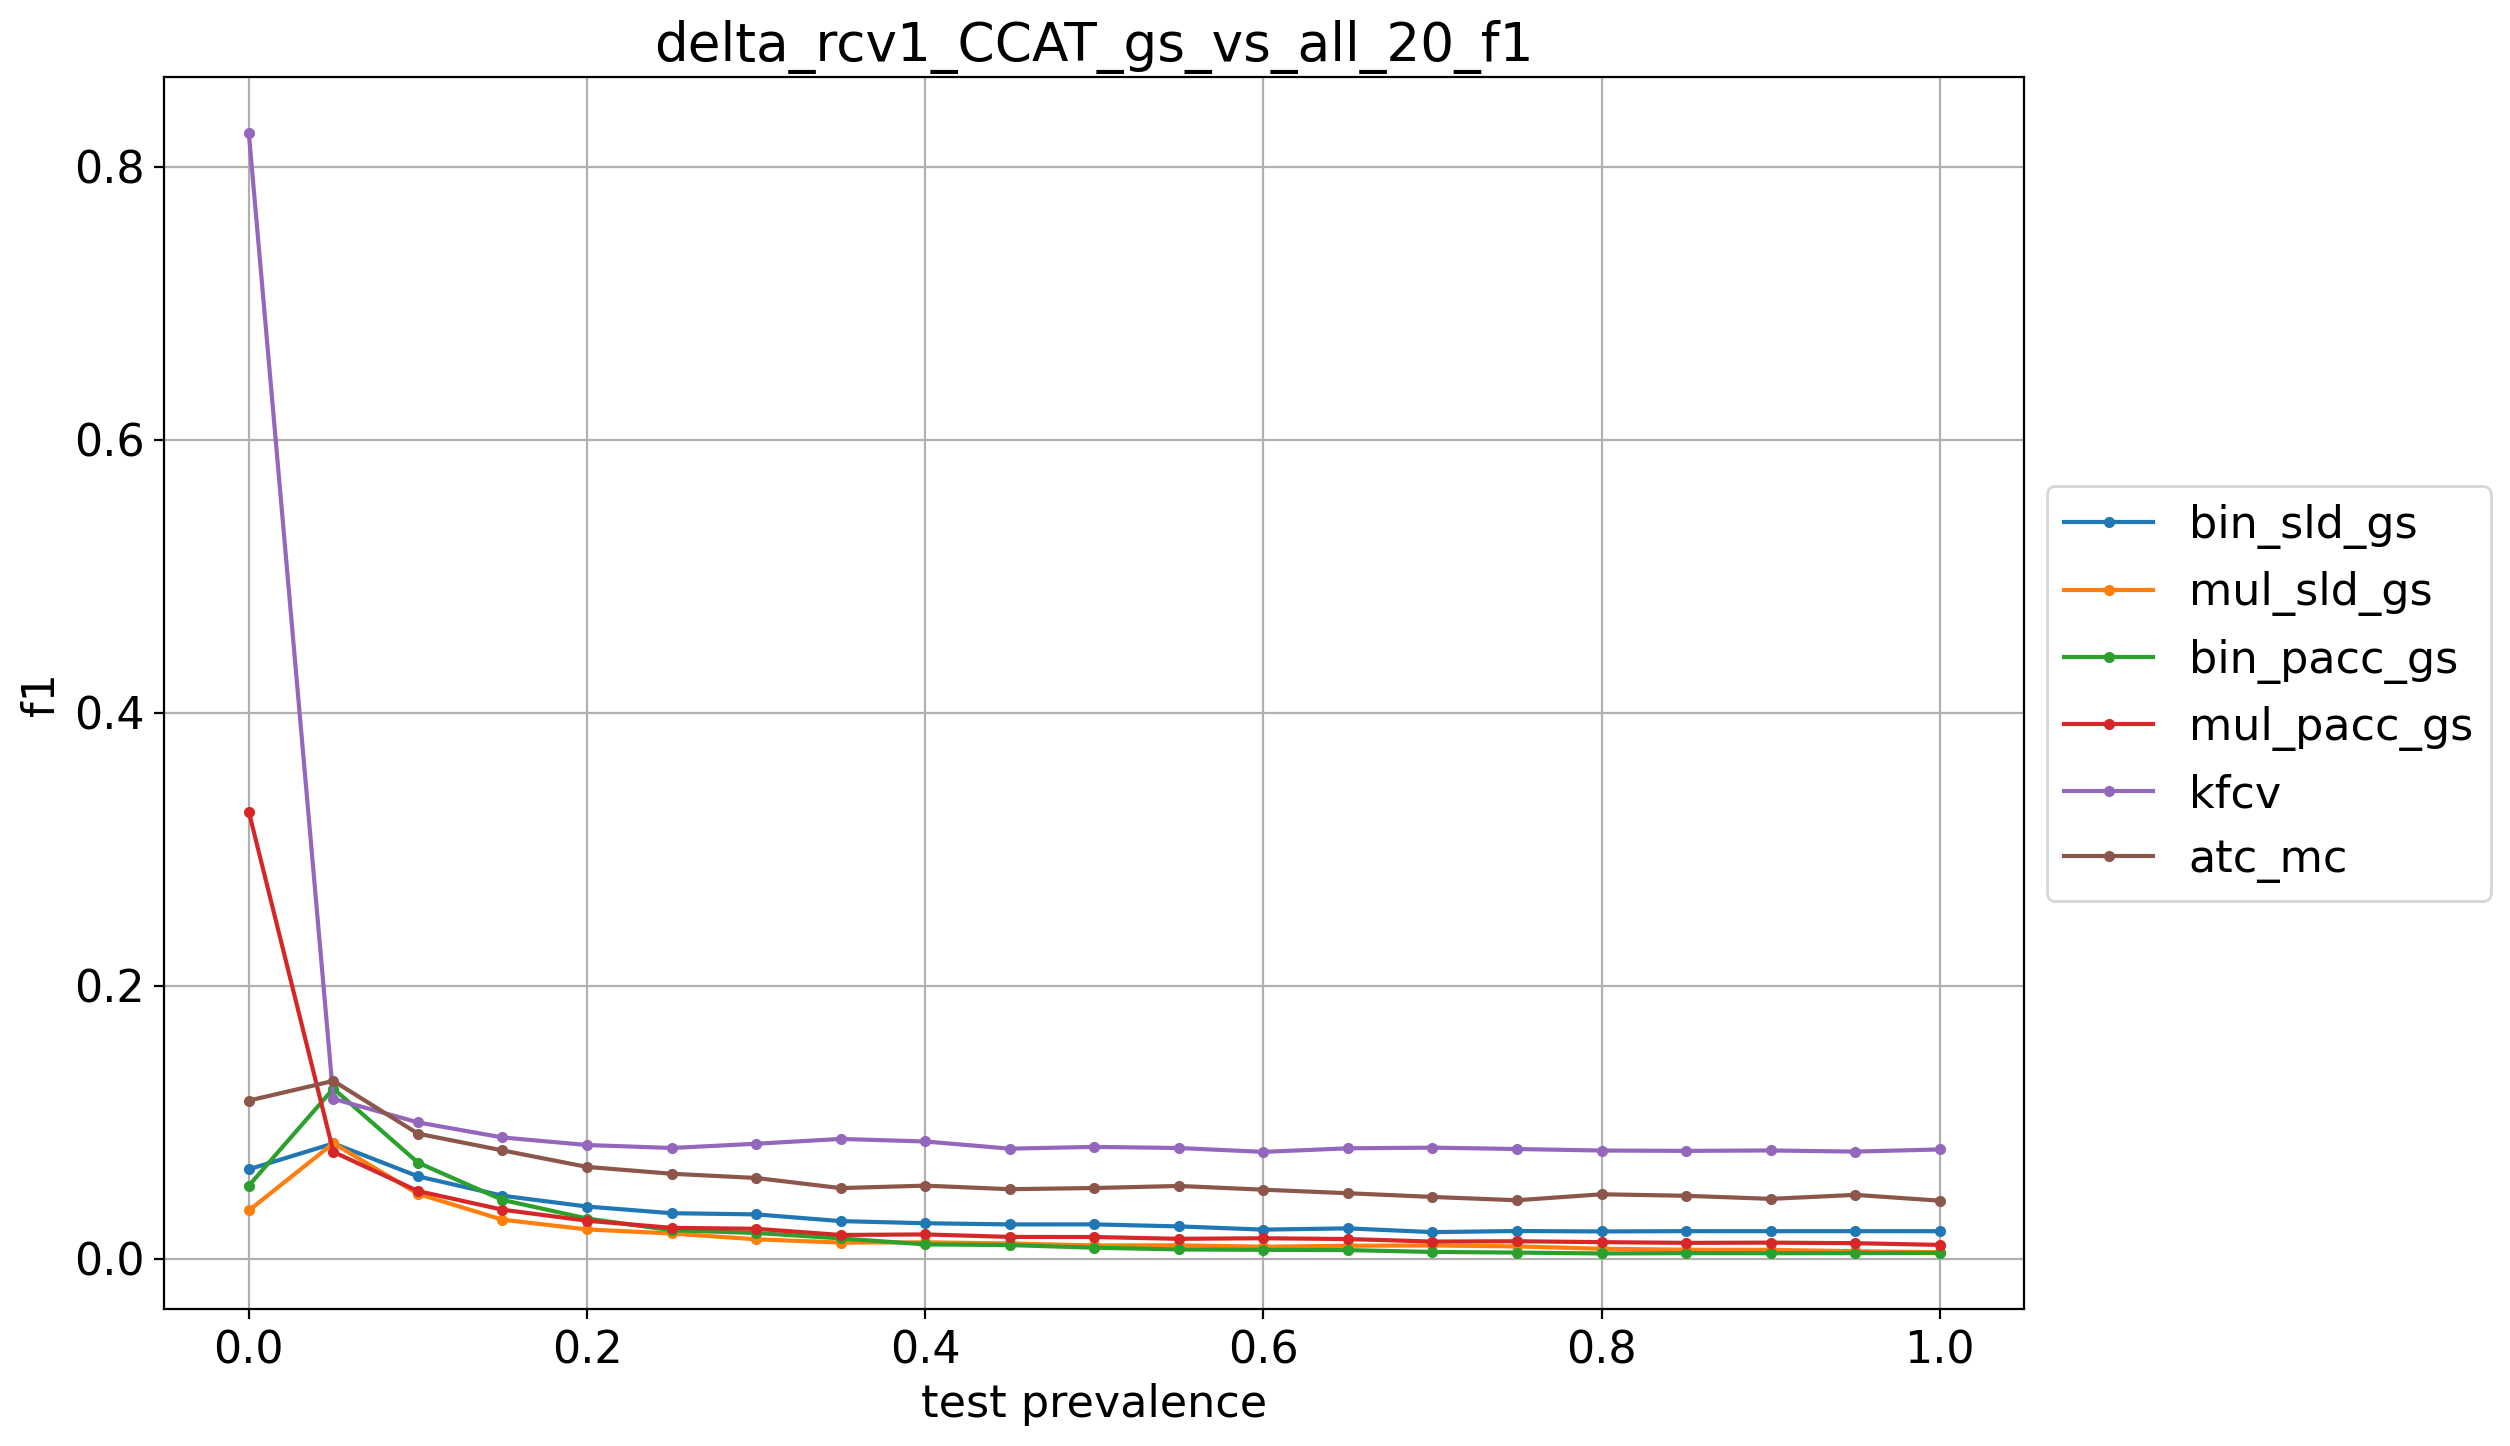 delta_rcv1_CCAT_gs_vs_all_20_f1
0.8
0.6
0.4
0.2
0.0
f1
0.0 0.2 0.4 0.6 0.8 1.0
test prevalence
bin_sld_gs
mul_sld_gs
bin_pacc_gs
mul_pacc_gs
kfcv
atc_mc